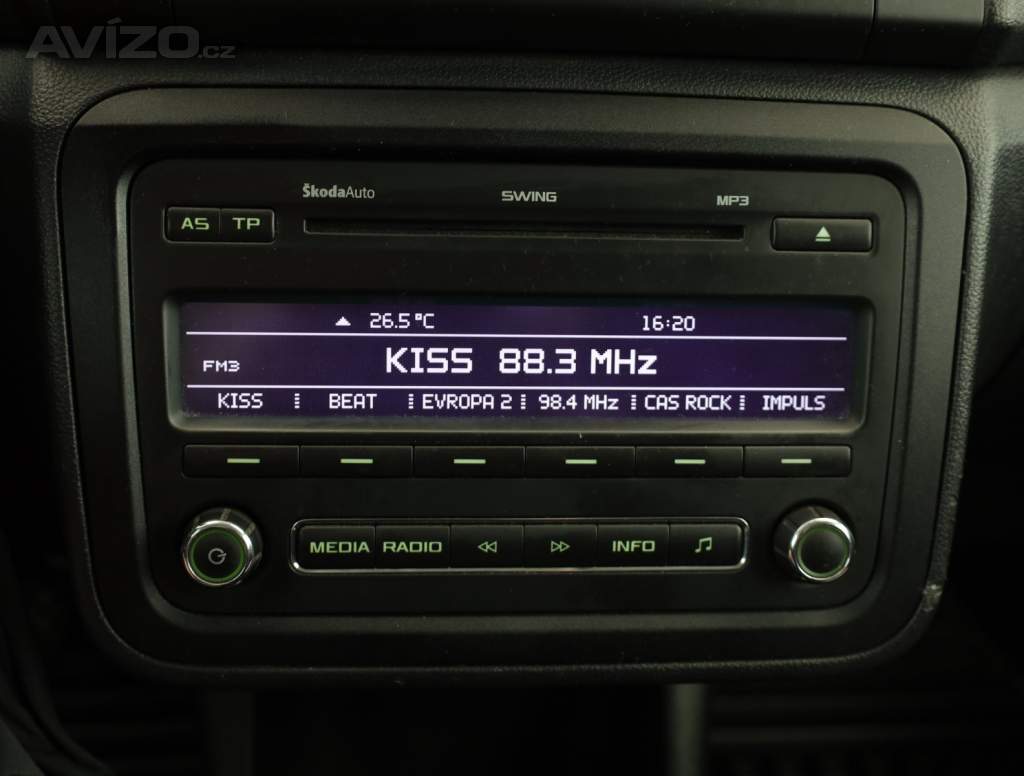 AVÍZO.cz
ŠkodaAuto SWING MP3
AS TP
26.5°C 16:20
FM3 KISS 88.3 MHz
KISS BEAT EVROPA 2 98.4 MHz CAS ROCK IMPULS
MEDIA RADIO INFO